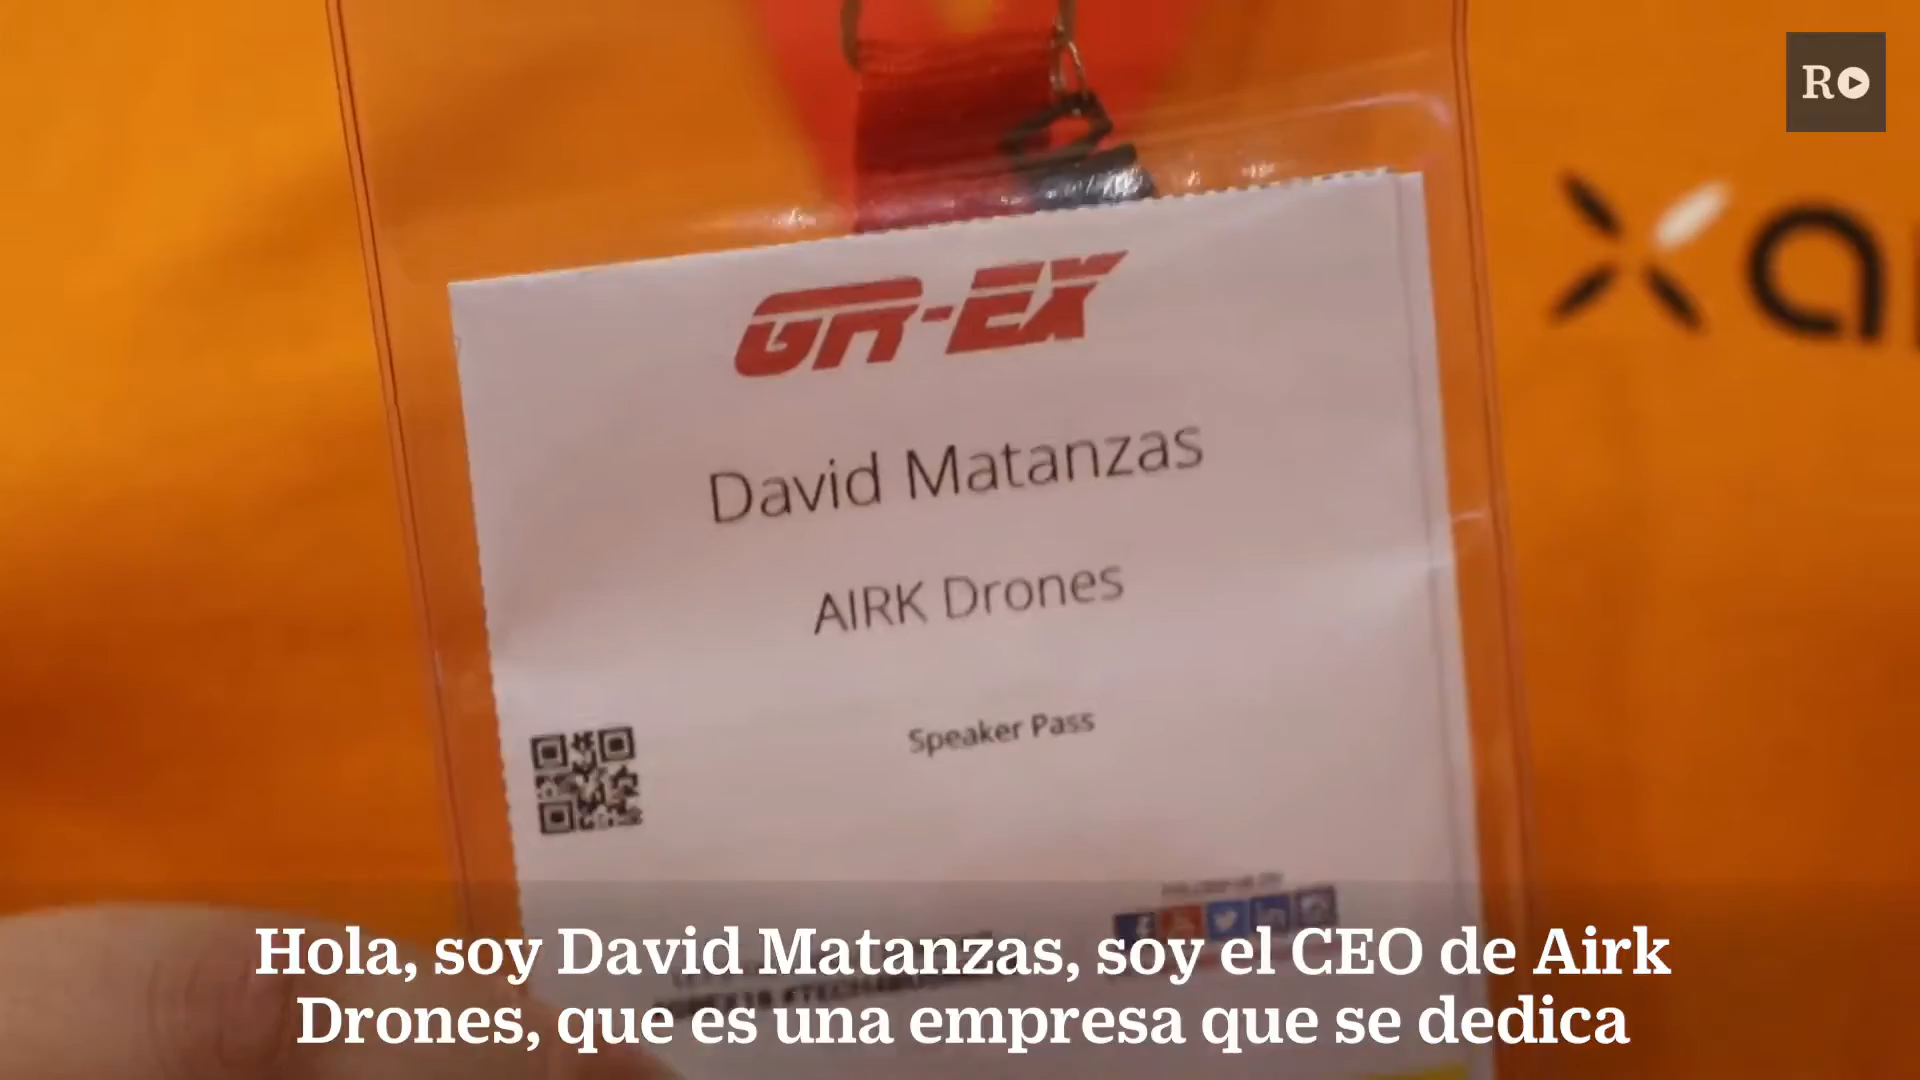 R
xa
GR-EX
David Matanzas
AIRK Drones
Speaker Pass
Hola, soy David Matanzas, soy el CEO de Airk
Drones, que es una empresa que se dedica